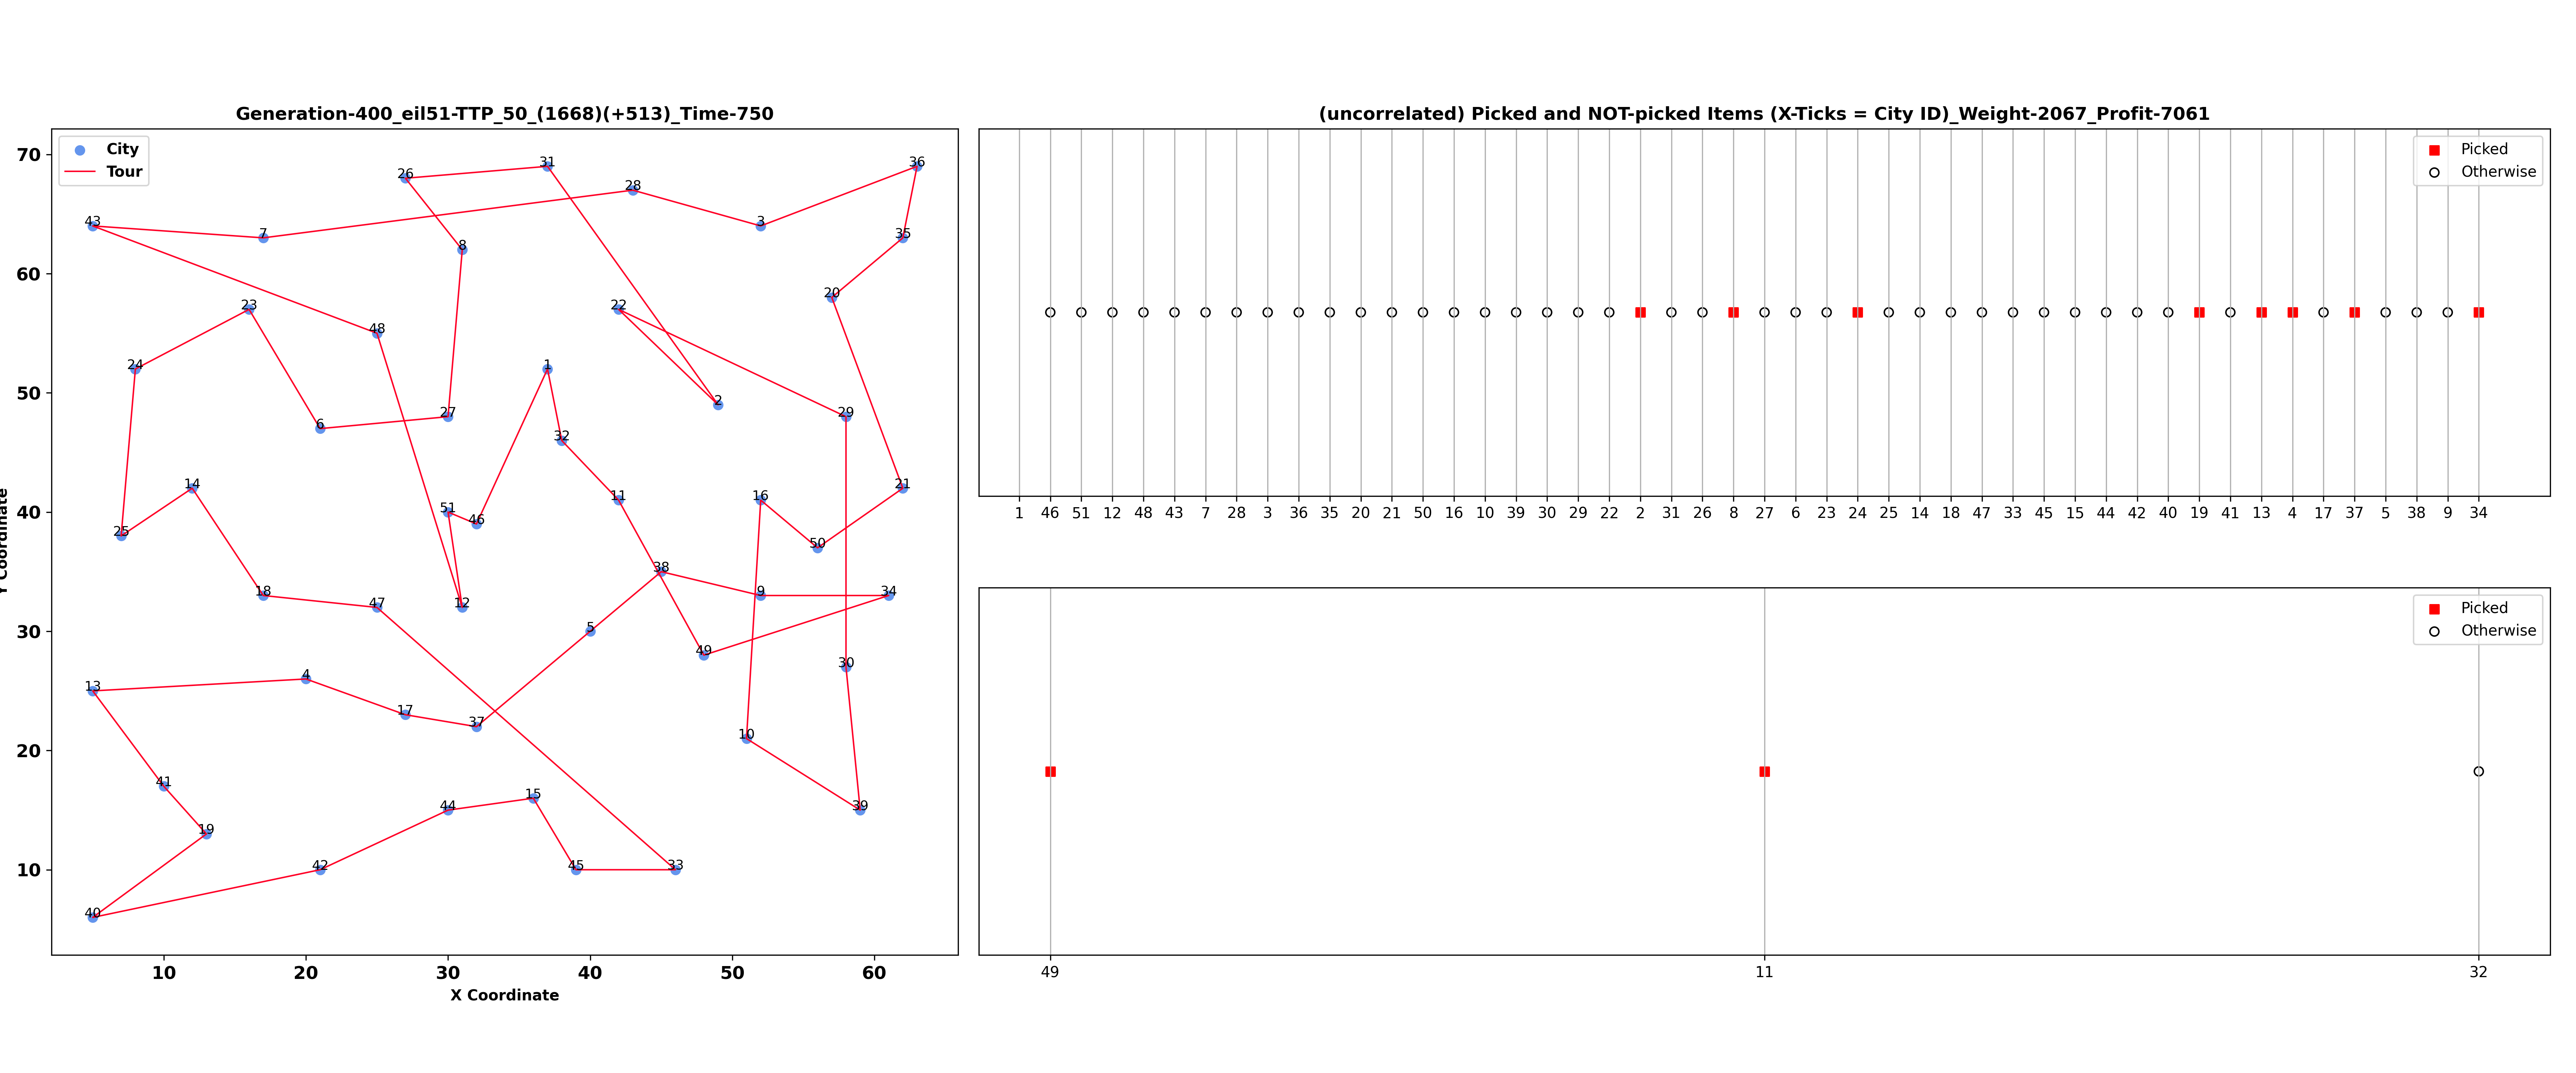 Generation-400_eil51-TTP_50_(1668)(+513)_Time-750
City
Tour
70
60
50
40
30
20
10
Y Coordinate
26 31 36
28
43 7 3 35
8
20
23 22
48
24 1
2
27 29
6
32
14 11 16 21
51
46
25 50
38
18 9 34
47 12
5
49
30
13 4
17
37
10
41
44 15 39
19
42 45 33
40
10 20 30 40 50 60
X Coordinate
(uncorrelated) Picked and NOT-picked Items (X-Ticks = City ID)_Weight-2067_Profit-7061
Picked
Otherwise
1 46 51 12 48 43 7 28 3 36 35 20 21 50 16 10 39 30 29 22 2 31 26 8 27 6 23 24 25 14 18 47 33 45 15 44 42 40 19 41 13 4 17 37 5 38 9 34
Picked
Otherwise
49 11 32